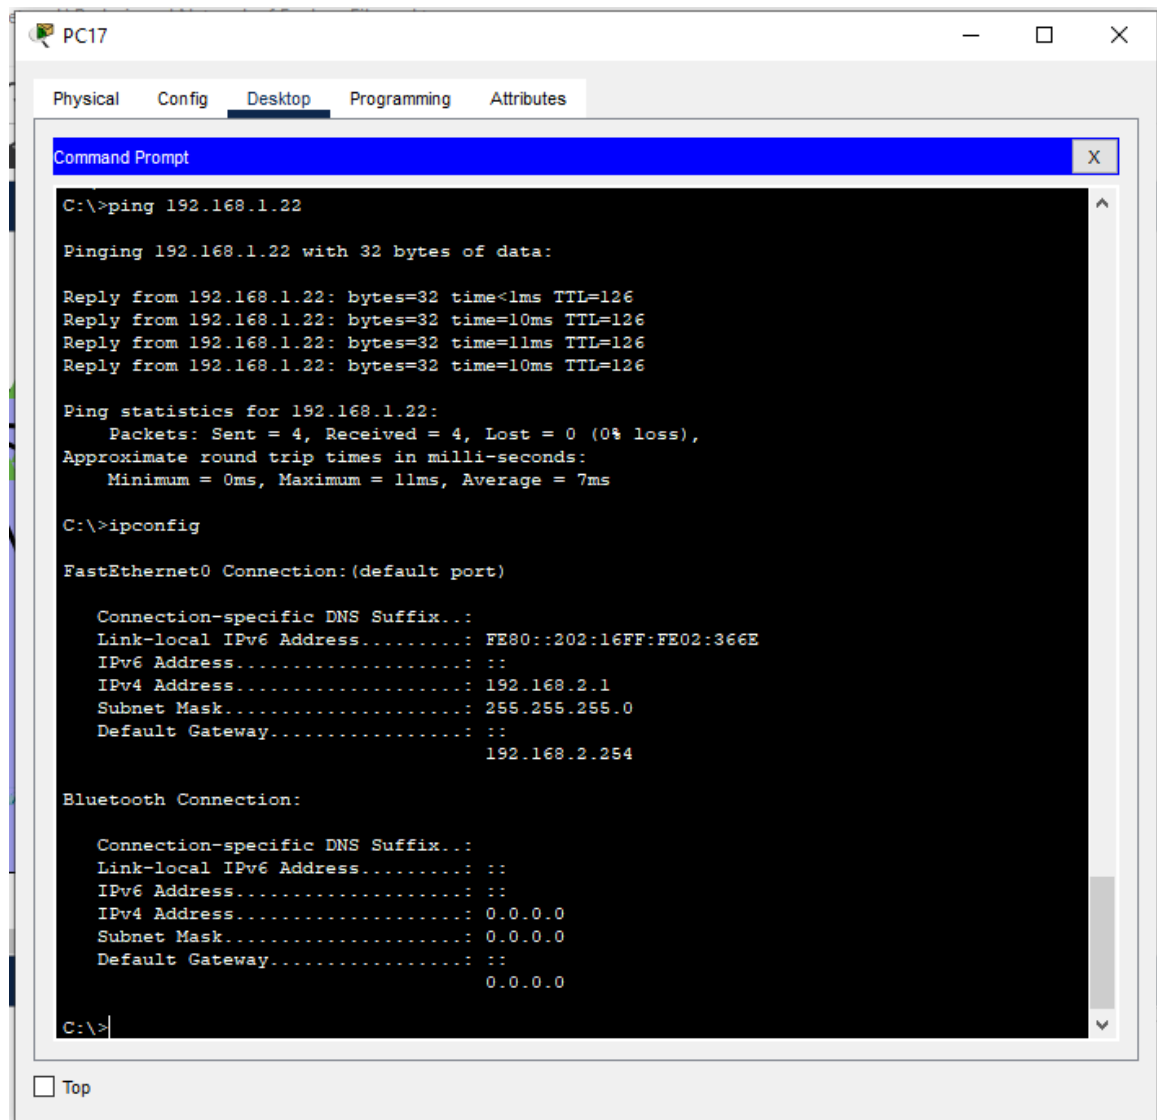 PC17
Physical Config Desktop Programming Attributes
Command Prompt X
C:\>ping 192.168.1.22
Pinging 192.168.1.22 with 32 bytes of data:
Reply from 192.168.1.22: bytes=32 time<1ms TTL=126
Reply from 192.168.1.22: bytes=32 time=10ms TTL=126
Reply from 192.168.1.22: bytes=32 time=11ms TTL=126
Reply from 192.168.1.22: bytes=32 time=10ms TTL=126
Ping statistics for 192.168.1.22:
Packets: Sent = 4, Received = 4, Lost = 0 (0% loss),
Approximate round trip times in milli-seconds:
Minimum = 0ms, Maximum = 11ms, Average = 7ms
C:\>ipconfig
FastEthernet0 Connection:(default port)
Connection-specific DNS Suffix..:
Link-local IPv6 Address.........: FE80::202:16FF:FE02:366E
IPv6 Address....................: ::
IPv4 Address....................: 192.168.2.1
Subnet Mask.....................: 255.255.255.0
Default Gateway.................: ::
192.168.2.254
Bluetooth Connection:
Connection-specific DNS Suffix..:
Link-local IPv6 Address.........: ::
IPv6 Address....................: ::
IPv4 Address....................: 0.0.0.0
Subnet Mask.....................: 0.0.0.0
Default Gateway.................: ::
0.0.0.0
C:\>
Top